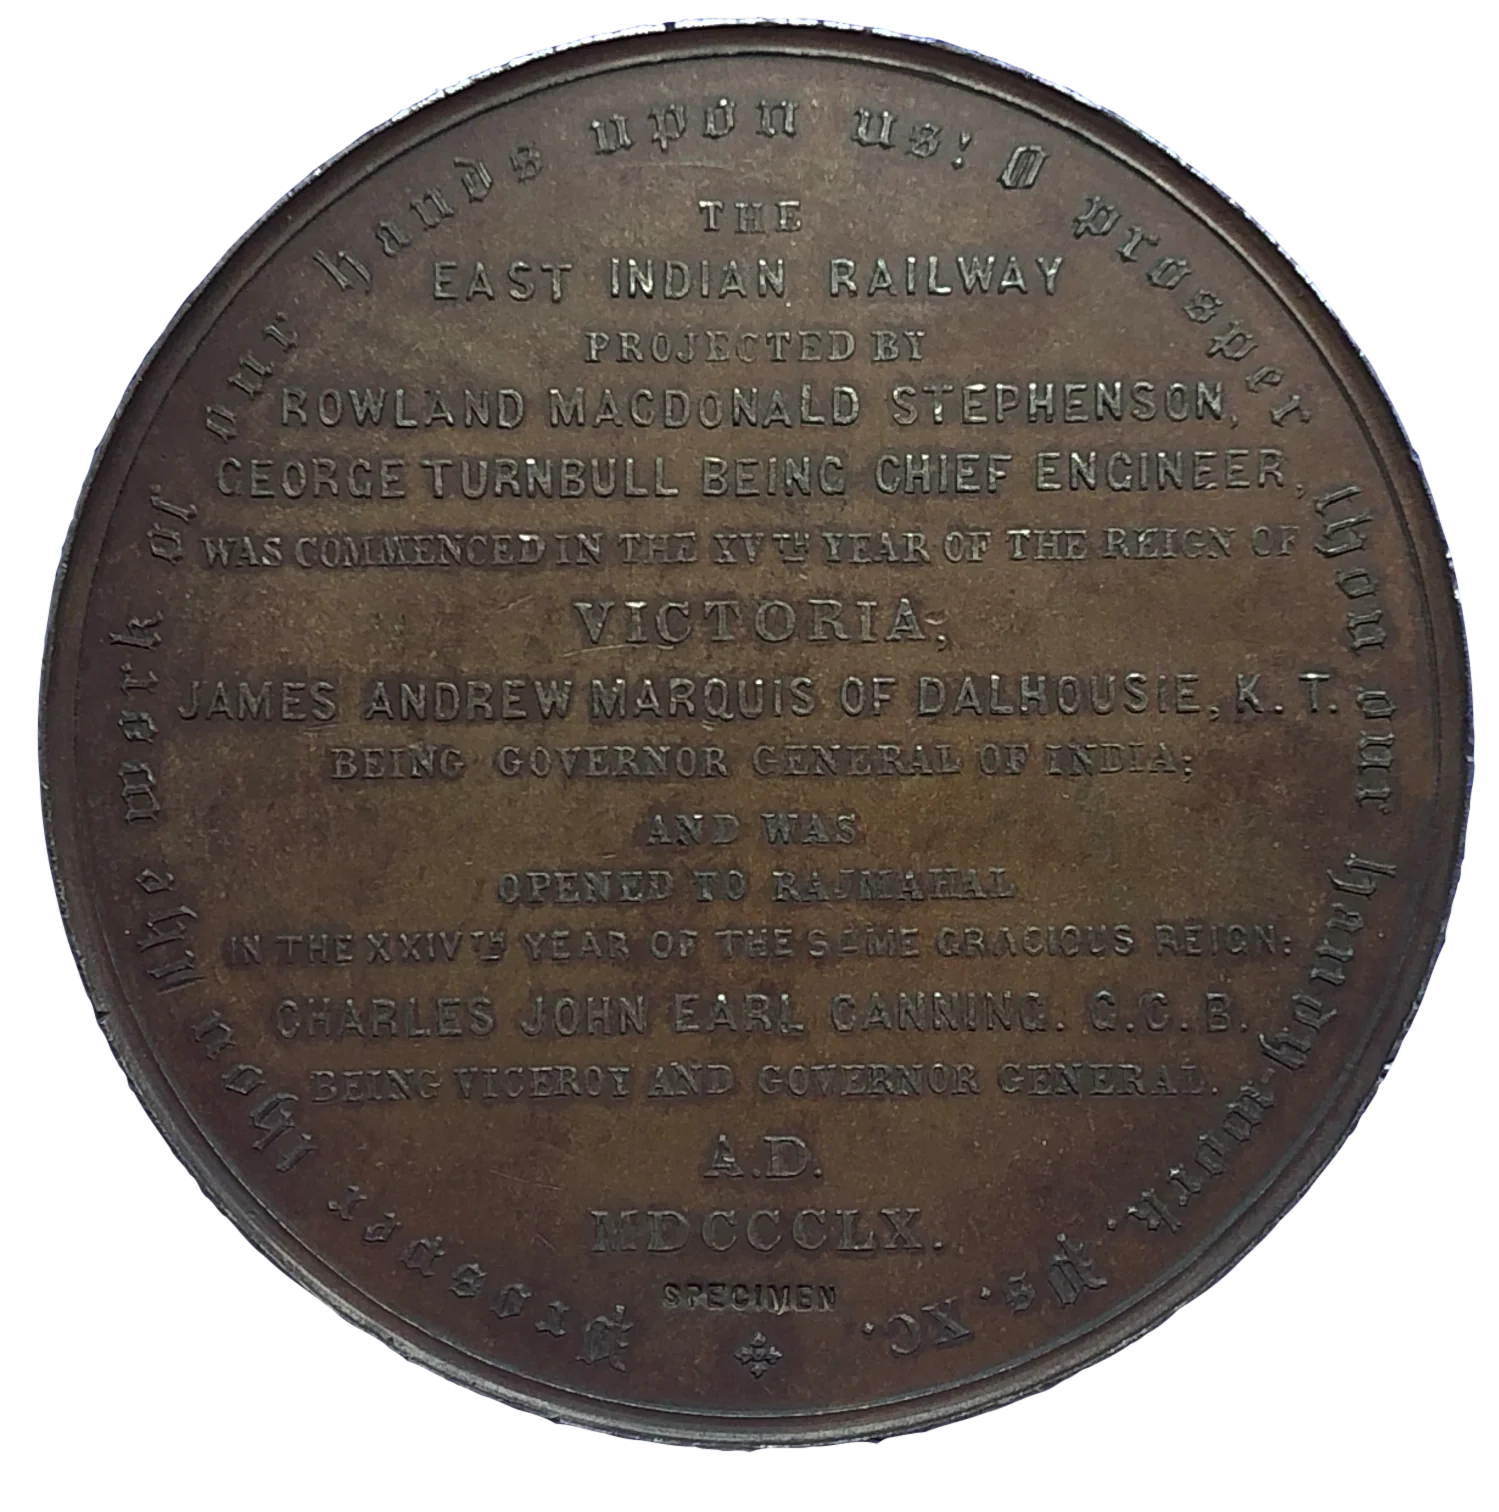 Prosper thou the work of our hands upon us: O prosper thou our handy-work. Ps. XC.
THE
EAST INDIAN RAILWAY
PROJECTED BY
ROWLAND MACDONALD STEPHENSON,
GEORGE TURNBULL BEING CHIEF ENGINEER,
WAS COMMENCED IN THE XVTH YEAR OF THE REIGN OF
VICTORIA,
JAMES ANDREW MARQUIS OF DALHOUSIE, K. T.
BEING GOVERNOR GENERAL OF INDIA;
AND WAS
OPENED TO RAJMAHAL
IN THE XXIVTH YEAR OF THE SAME GRACIOUS REIGN:
CHARLES JOHN EARL CANNING. G.C.B.
BEING VICEROY AND GOVERNOR GENERAL.
A.D.
MDCCCLX.
SPECIMEN